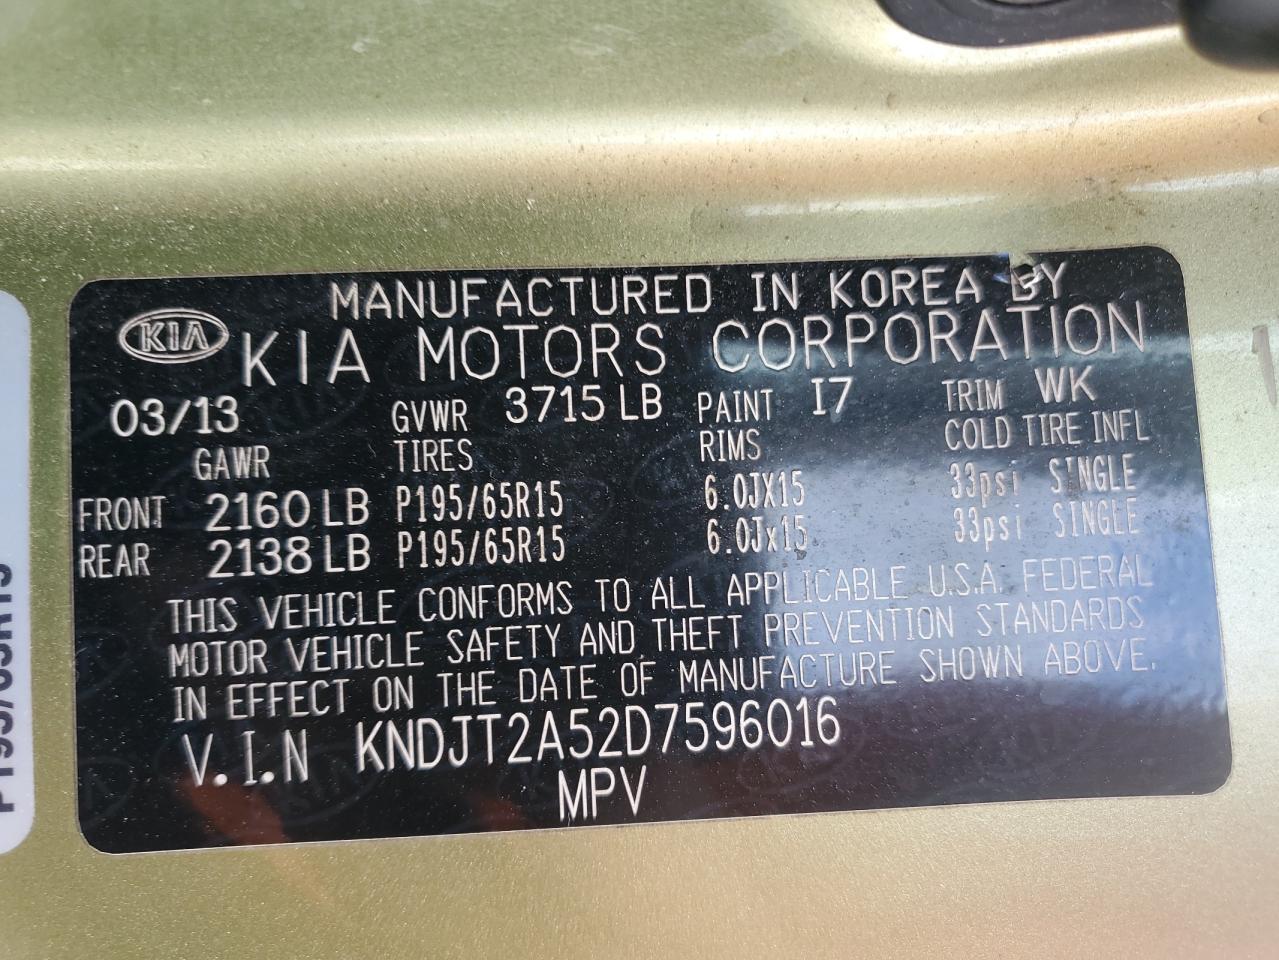 MANUFACTURED IN KOREA BY
KIA KIA MOTORS CORPORATION
03/13 GVWR 3715 LB PAINT I7 TRIM WK
GAWR TIRES RIMS COLD TIRE INFL
FRONT 2160 LB P195/65R15 6.0JX15 33psi SINGLE
REAR 2138 LB P195/65R15 6.0Jx15 33psi SINGLE
THIS VEHICLE CONFORMS TO ALL APPLICABLE U.S.A. FEDERAL
MOTOR VEHICLE SAFETY AND THEFT PREVENTION STANDARDS
IN EFFECT ON THE DATE OF MANUFACTURE SHOWN ABOVE.
V.I.N KNDJT2A52D7596016
MPV
P195/65R15